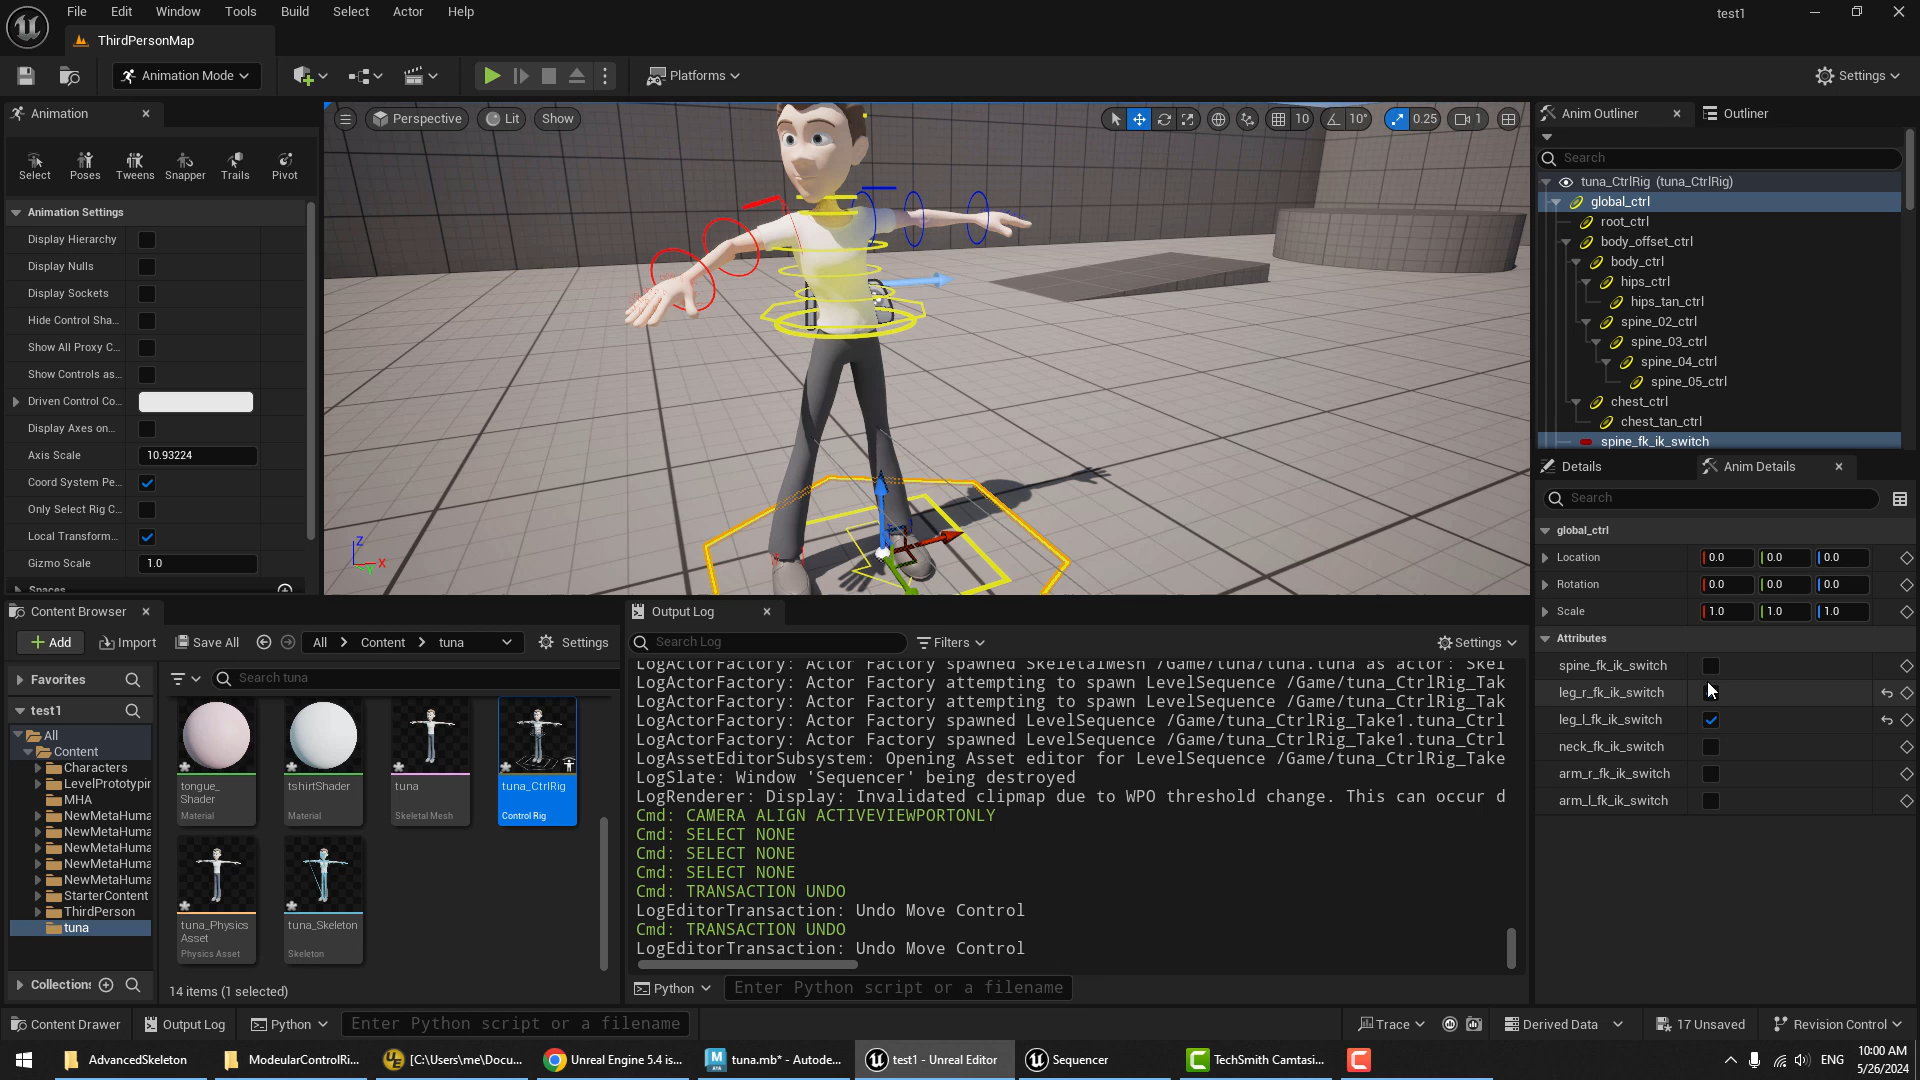 File Edit Window Tools Build Select Actor Help
test1
ThirdPersonMap
Animation Mode
Platforms
Settings
Animation
Select Poses Tweens Snapper Trails Pivot
Animation Settings
Display Hierarchy
Display Nulls
Display Sockets
Hide Control Sha...
Show All Proxy C...
Show Controls as...
Driven Control Co...
Display Axes on...
Axis Scale 10.93224
Coord System Pe...
Only Select Rig C...
Local Transform...
Gizmo Scale 1.0
Spaces
Perspective Lit Show
10 10° 0.25 1
Z
X
Y
Anim Outliner
Outliner
Search
tuna_CtrlRig (tuna_CtrlRig)
global_ctrl
root_ctrl
body_offset_ctrl
body_ctrl
hips_ctrl
hips_tan_ctrl
spine_02_ctrl
spine_03_ctrl
spine_04_ctrl
spine_05_ctrl
chest_ctrl
chest_tan_ctrl
spine_fk_ik_switch
Details
Anim Details
Search
global_ctrl
Location 0.0 0.0 0.0
Rotation 0.0 0.0 0.0
Scale 1.0 1.0 1.0
Attributes
spine_fk_ik_switch
leg_r_fk_ik_switch
leg_l_fk_ik_switch
neck_fk_ik_switch
arm_r_fk_ik_switch
arm_l_fk_ik_switch
Content Browser
Add Import Save All All Content tuna Settings
Favorites
Search tuna
test1
All
Content
Characters
LevelPrototypin
MHA
NewMetaHuma
NewMetaHuma
NewMetaHuma
NewMetaHuma
NewMetaHuma
StarterContent
ThirdPerson
tuna
Collections
tongue_
Shader
Material
tshirtShader
Material
tuna
Skeletal Mesh
tuna_CtrlRig
Control Rig
tuna_Physics
Asset
Physics Asset
tuna_Skeleton
Skeleton
14 items (1 selected)
Output Log
Search Log
Filters
Settings
LogActorFactory: Actor Factory spawned SkeletalMesh /Game/tuna/tuna.tuna as actor: Skel
LogActorFactory: Actor Factory attempting to spawn LevelSequence /Game/tuna_CtrlRig_Tak
LogActorFactory: Actor Factory attempting to spawn LevelSequence /Game/tuna_CtrlRig_Tak
LogActorFactory: Actor Factory spawned LevelSequence /Game/tuna_CtrlRig_Take1.tuna_Ctrl
LogActorFactory: Actor Factory spawned LevelSequence /Game/tuna_CtrlRig_Take1.tuna_Ctrl
LogAssetEditorSubsystem: Opening Asset editor for LevelSequence /Game/tuna_CtrlRig_Take
LogSlate: Window 'Sequencer' being destroyed
LogRenderer: Display: Invalidated clipmap due to WPO threshold change. This can occur d
Cmd: CAMERA ALIGN ACTIVEVIEWPORTONLY
Cmd: SELECT NONE
Cmd: SELECT NONE
Cmd: SELECT NONE
Cmd: TRANSACTION UNDO
LogEditorTransaction: Undo Move Control
Cmd: TRANSACTION UNDO
LogEditorTransaction: Undo Move Control
Python Enter Python script or a filename
Content Drawer Output Log Python Enter Python script or a filename Trace Derived Data 17 Unsaved Revision Control
AdvancedSkeleton
ModeularControlRi...
[C:\Users\me\Docu...
Unreal Engine 5.4 is...
tuna.mb* - Autode...
test1 - Unreal Editor
Sequencer
TechSmith Camtasi...
ENG
10:00 AM
5/26/2024